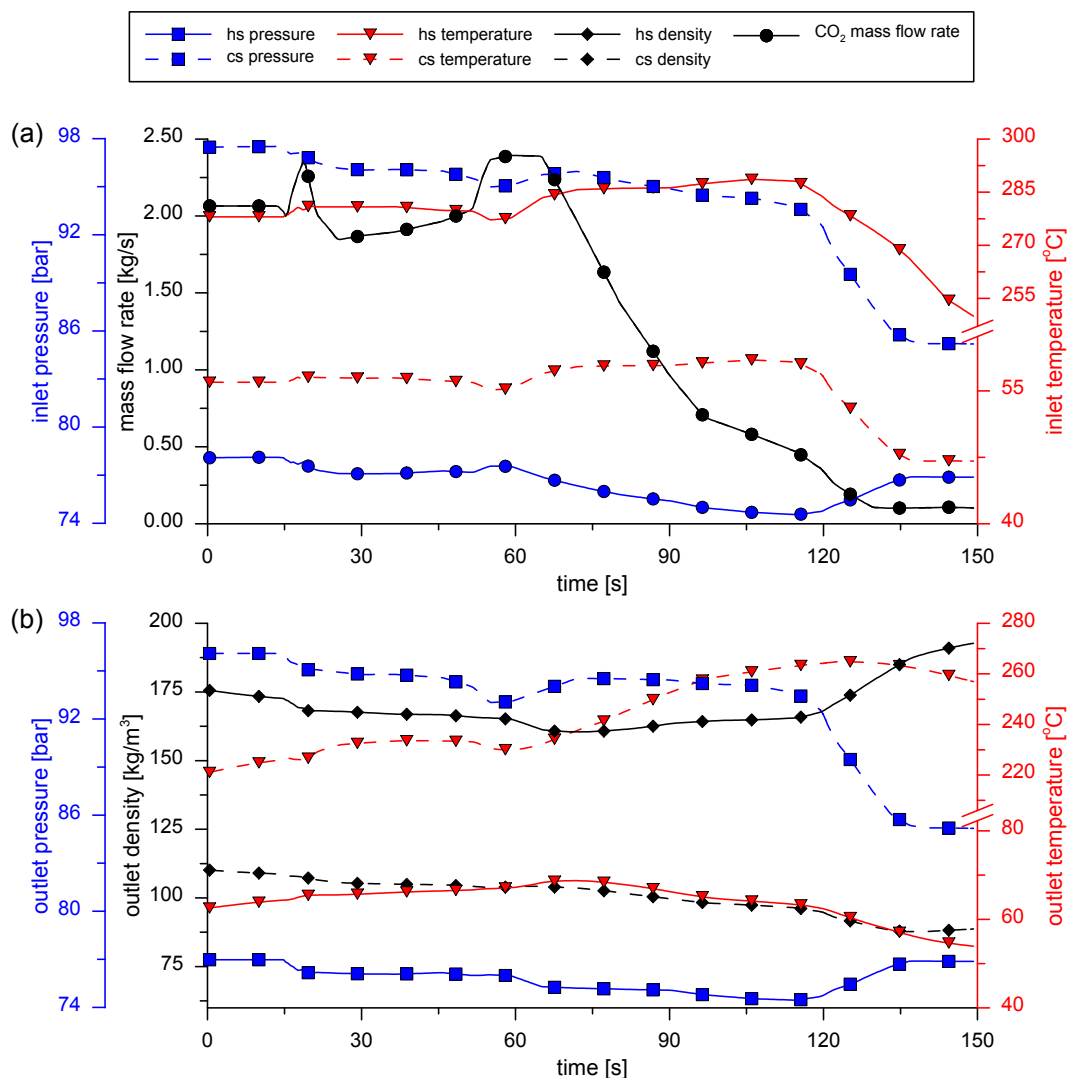 hs pressure hs temperature hs density CO₂ mass flow rate
cs pressure cs temperature cs density
(a)
98 2.50 300
2.00 285
92 270
1.50 255
86
1.00 55
80
0.50
74 0.00 40
inlet pressure [bar]
mass flow rate [kg/s]
inlet temperature [°C]
0 30 60 90 120 150
time [s]
(b)
98 200 280
175 260
92 240
150 220
86 125 80
80 100 60
75
74 40
outlet pressure [bar]
outlet density [kg/m³]
outlet temperature [°C]
0 30 60 90 120 150
time [s]